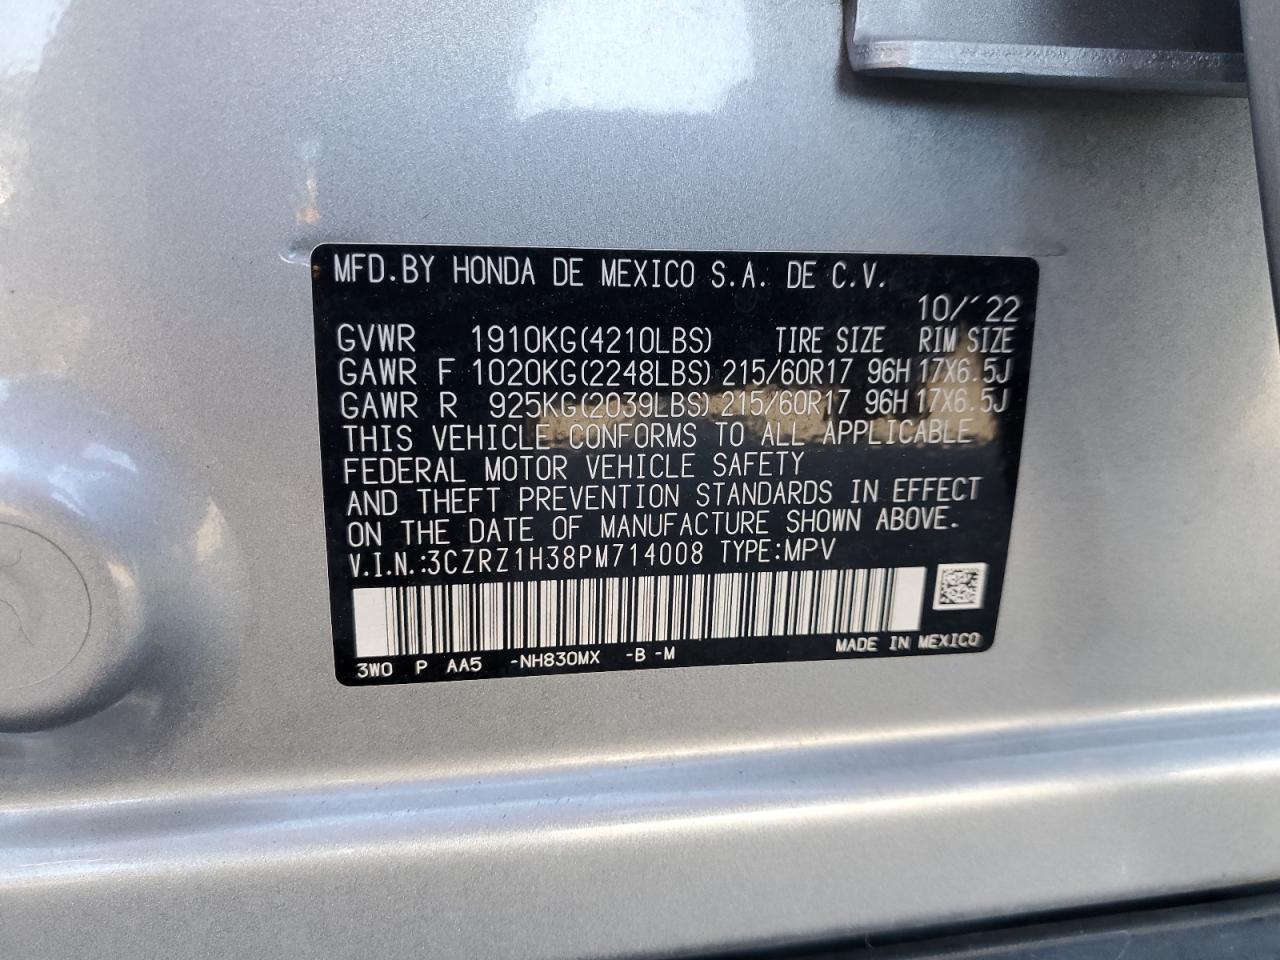 MFD.BY HONDA DE MEXICO S.A. DE C.V.
10/'22
GVWR 1910KG(4210LBS) TIRE SIZE RIM SIZE
GAWR F 1020KG(2248LBS) 215/60R17 96H 17X6.5J
GAWR R 925KG(2039LBS) 215/60R17 96H 17X6.5J
THIS VEHICLE CONFORMS TO ALL APPLICABLE
FEDERAL MOTOR VEHICLE SAFETY
AND THEFT PREVENTION STANDARDS IN EFFECT
ON THE DATE OF MANUFACTURE SHOWN ABOVE.
V.I.N.:3CZRZ1H38PM714008 TYPE:MPV
3W0 P AA5 -NH830MX -B -M MADE IN MEXICO